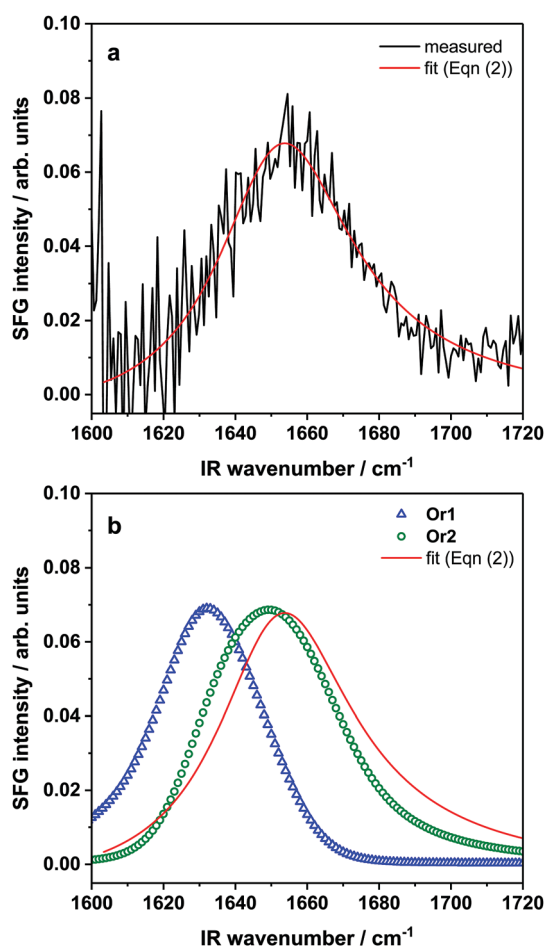 a
measured
fit (Eqn (2))
0.10
0.08
0.06
0.04
0.02
0.00
SFG intensity / arb. units
1600 1620 1640 1660 1680 1700 1720
IR wavenumber / cm⁻¹
b
Or1
Or2
fit (Eqn (2))
0.10
0.08
0.06
0.04
0.02
0.00
SFG intensity / arb. units
1600 1620 1640 1660 1680 1700 1720
IR wavenumber / cm⁻¹